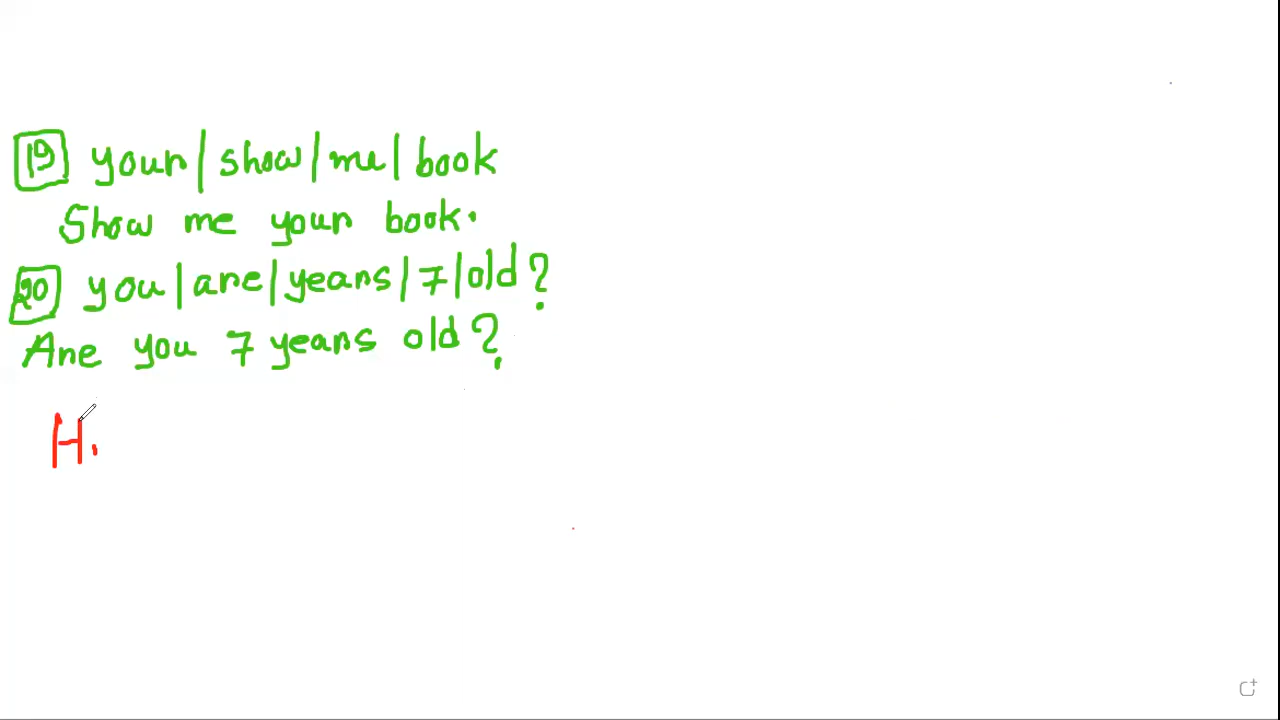 19 your/show/me/book
Show me your book.
20 you/are/years/7/old?
Are you 7 years old?
H.